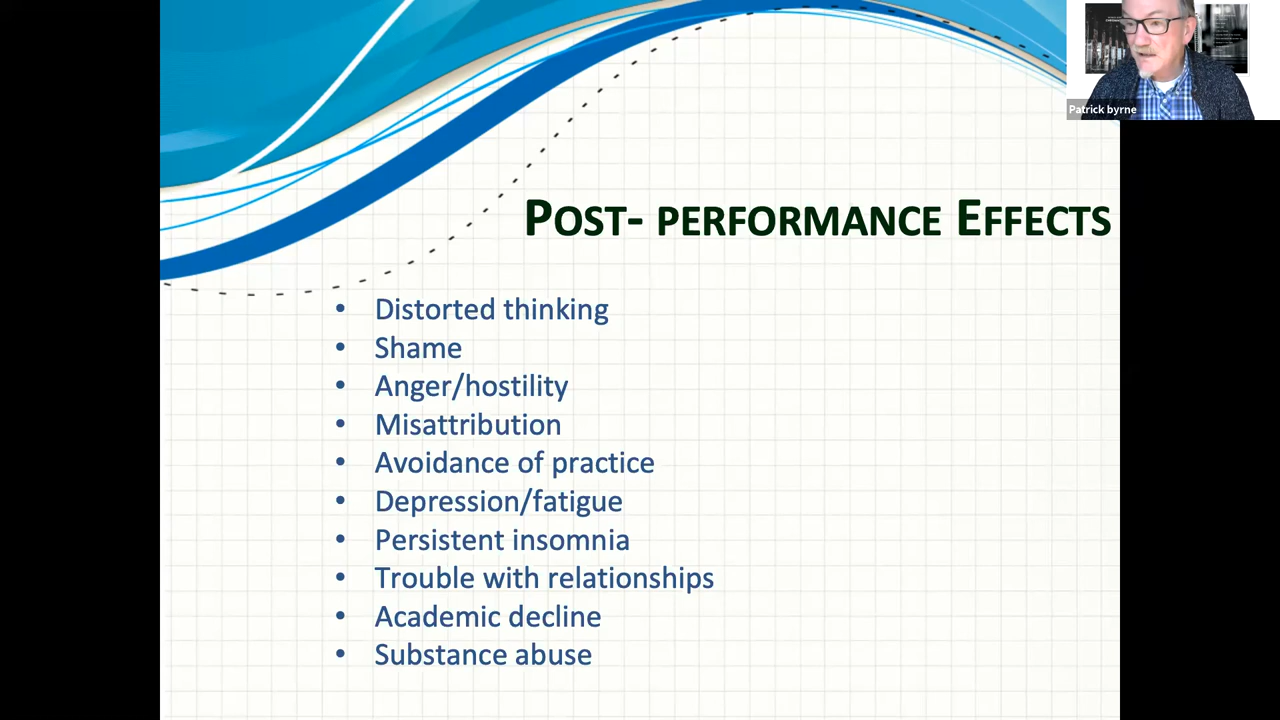 Patrick byrne
Post- performance Effects
• Distorted thinking
• Shame
• Anger/hostility
• Misattribution
• Avoidance of practice
• Depression/fatigue
• Persistent insomnia
• Trouble with relationships
• Academic decline
• Substance abuse